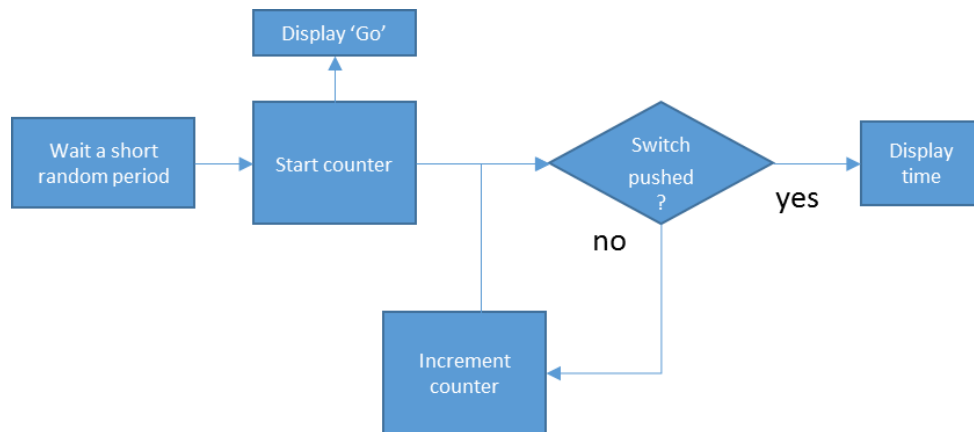 Display ‘Go’
Wait a short
random period
Start counter
Switch
pushed
?
yes
Display
time
no
Increment
counter